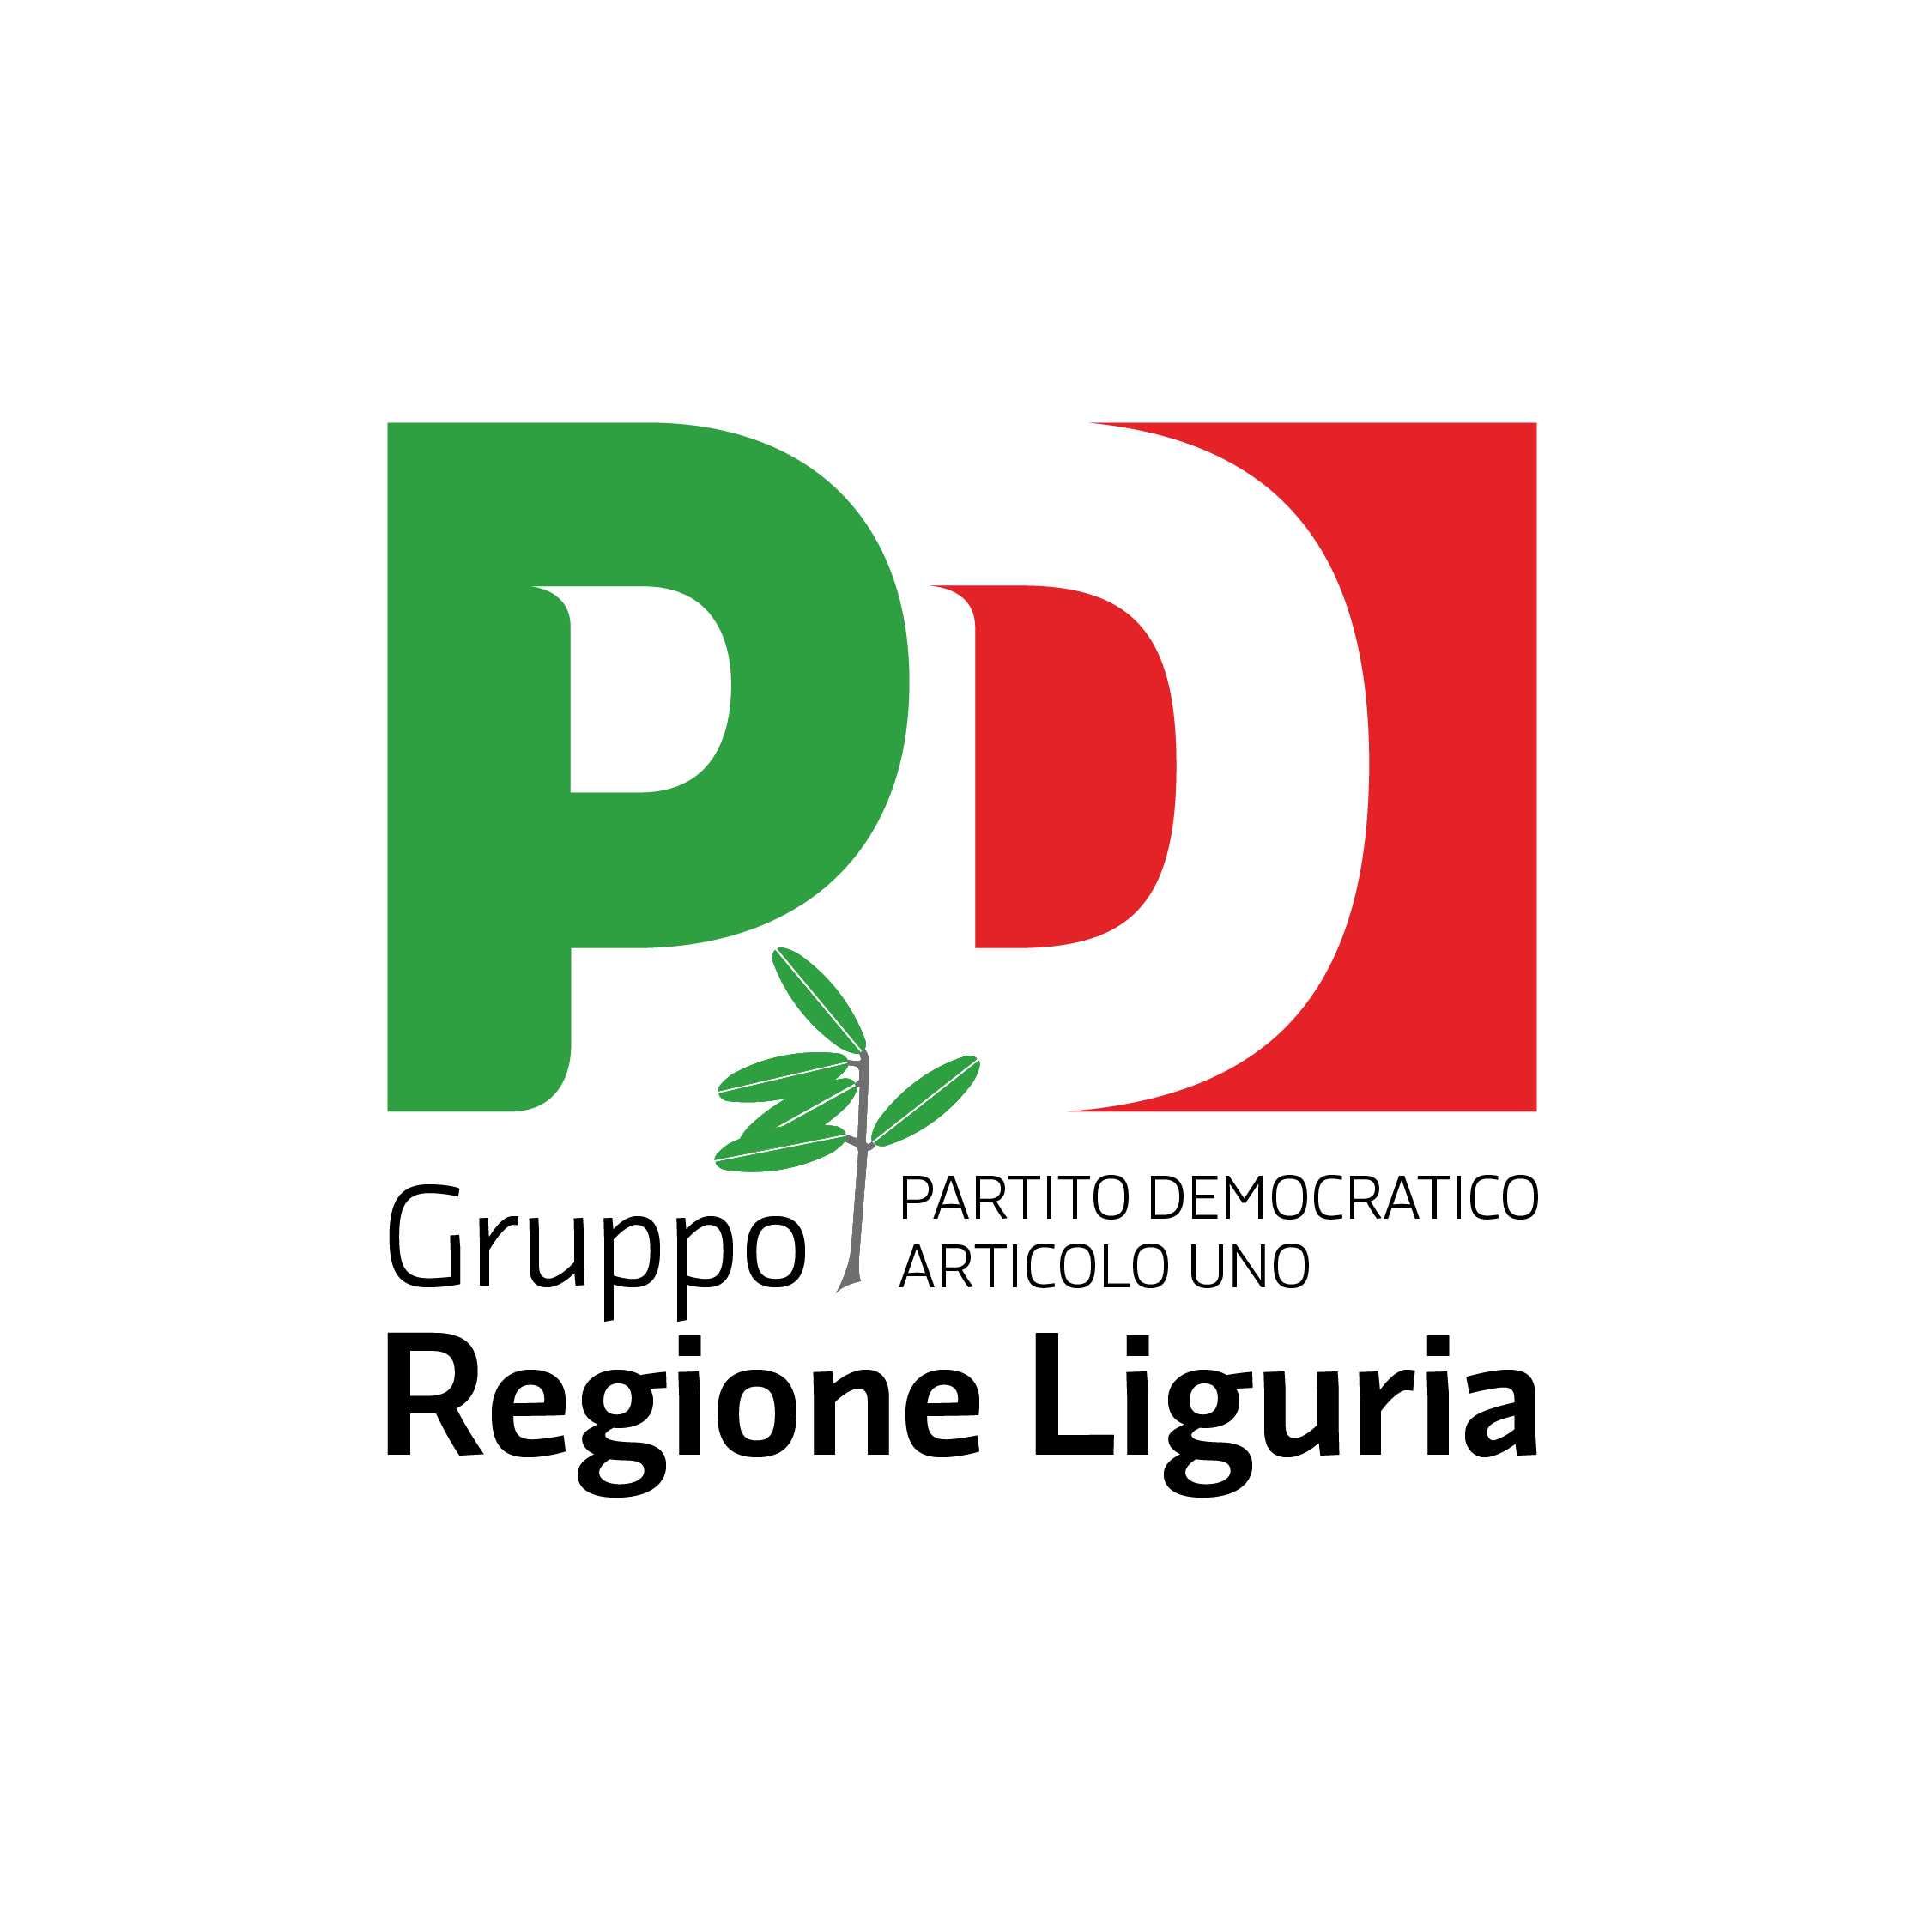 PD
Gruppo
PARTITO DEMOCRATICO
ARTICOLO UNO
Regione Liguria